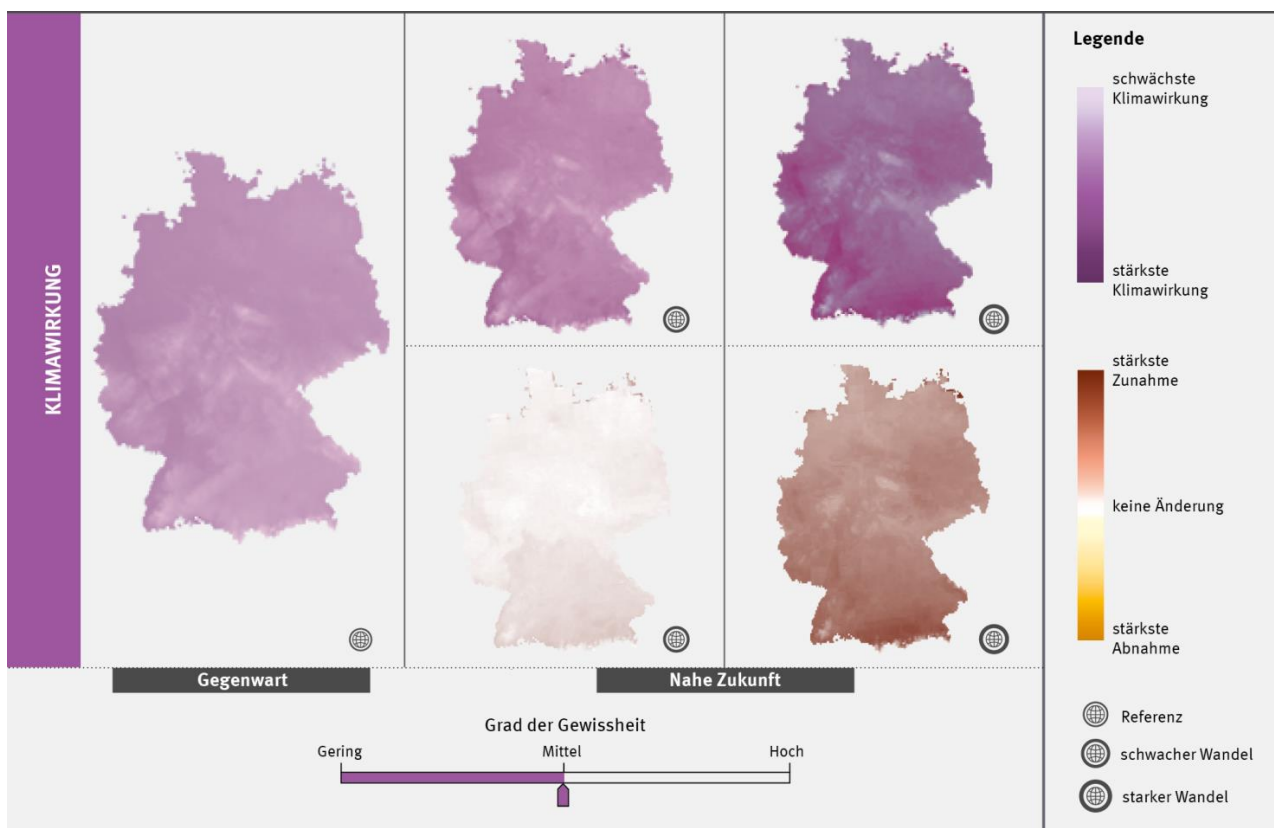 KLIMAWIRKUNG
Gegenwart
Nahe Zukunft
Grad der Gewissheit
Gering
Mittel
Hoch
Legende
schwächste
Klimawirkung
stärkste
Klimawirkung
stärkste
Zunahme
keine Änderung
stärkste
Abnahme
Referenz
schwacher Wandel
starker Wandel